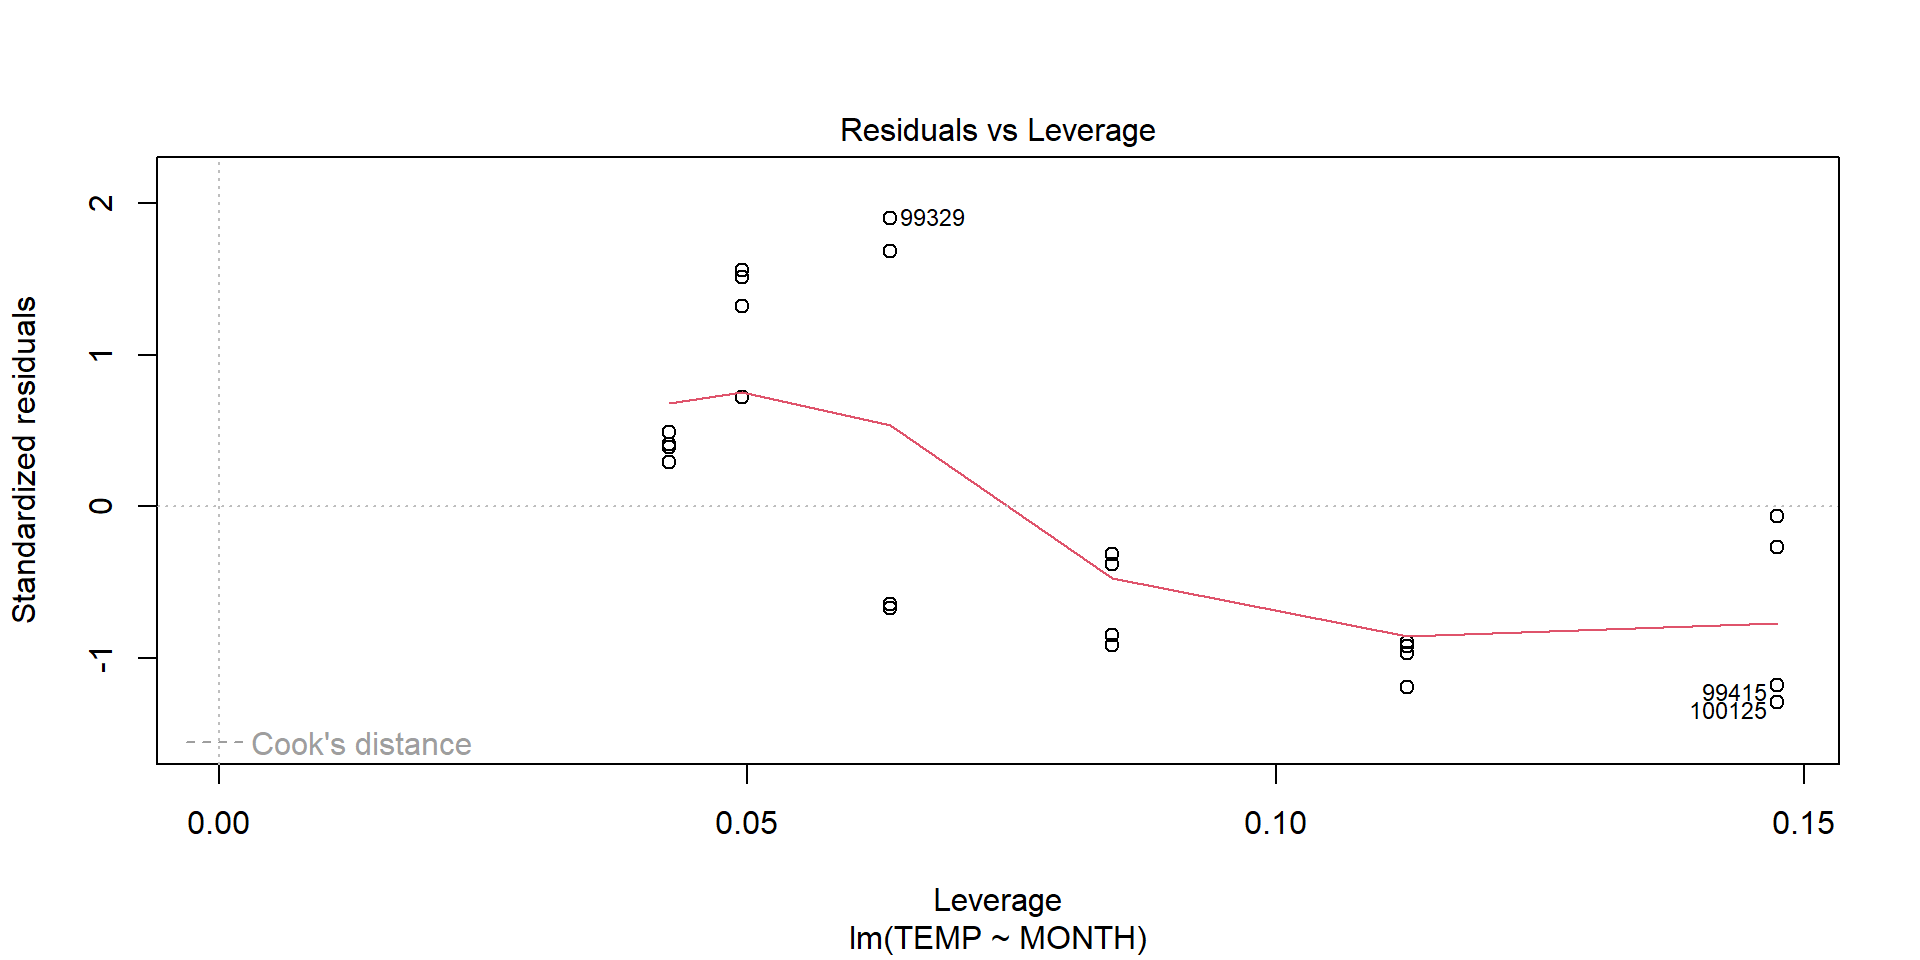 Residuals vs Leverage
Standardized residuals
2
1
0
-1
99329
99415
100125
Cook's distance
0.00 0.05 0.10 0.15
Leverage
lm(TEMP ~ MONTH)